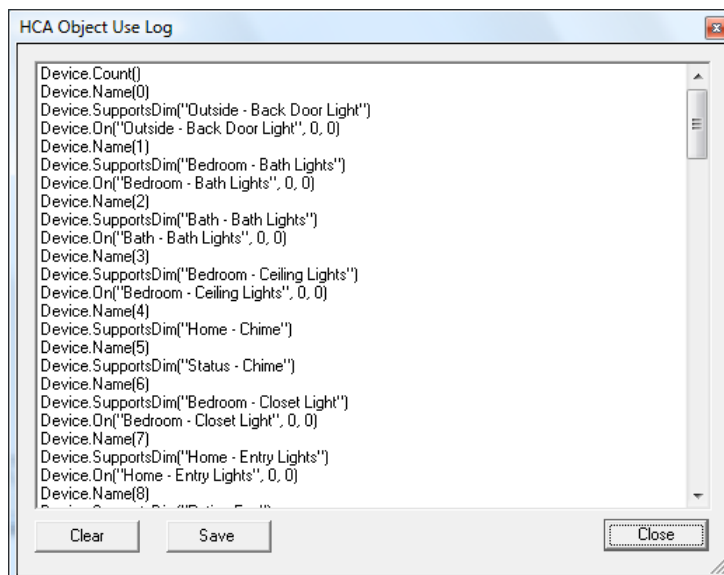 HCA Object Use Log
Device.Count()
Device.Name(0)
Device.SupportsDim("Outside - Back Door Light")
Device.On("Outside - Back Door Light", 0, 0)
Device.Name(1)
Device.SupportsDim("Bedroom - Bath Lights")
Device.On("Bedroom - Bath Lights", 0, 0)
Device.Name(2)
Device.SupportsDim("Bath - Bath Lights")
Device.On("Bath - Bath Lights", 0, 0)
Device.Name(3)
Device.SupportsDim("Bedroom - Ceiling Lights")
Device.On("Bedroom - Ceiling Lights", 0, 0)
Device.Name(4)
Device.SupportsDim("Home - Chime")
Device.Name(5)
Device.SupportsDim("Status - Chime")
Device.Name(6)
Device.SupportsDim("Bedroom - Closet Light")
Device.On("Bedroom - Closet Light", 0, 0)
Device.Name(7)
Device.SupportsDim("Home - Entry Lights")
Device.On("Home - Entry Lights", 0, 0)
Device.Name(8)
Clear Save Close